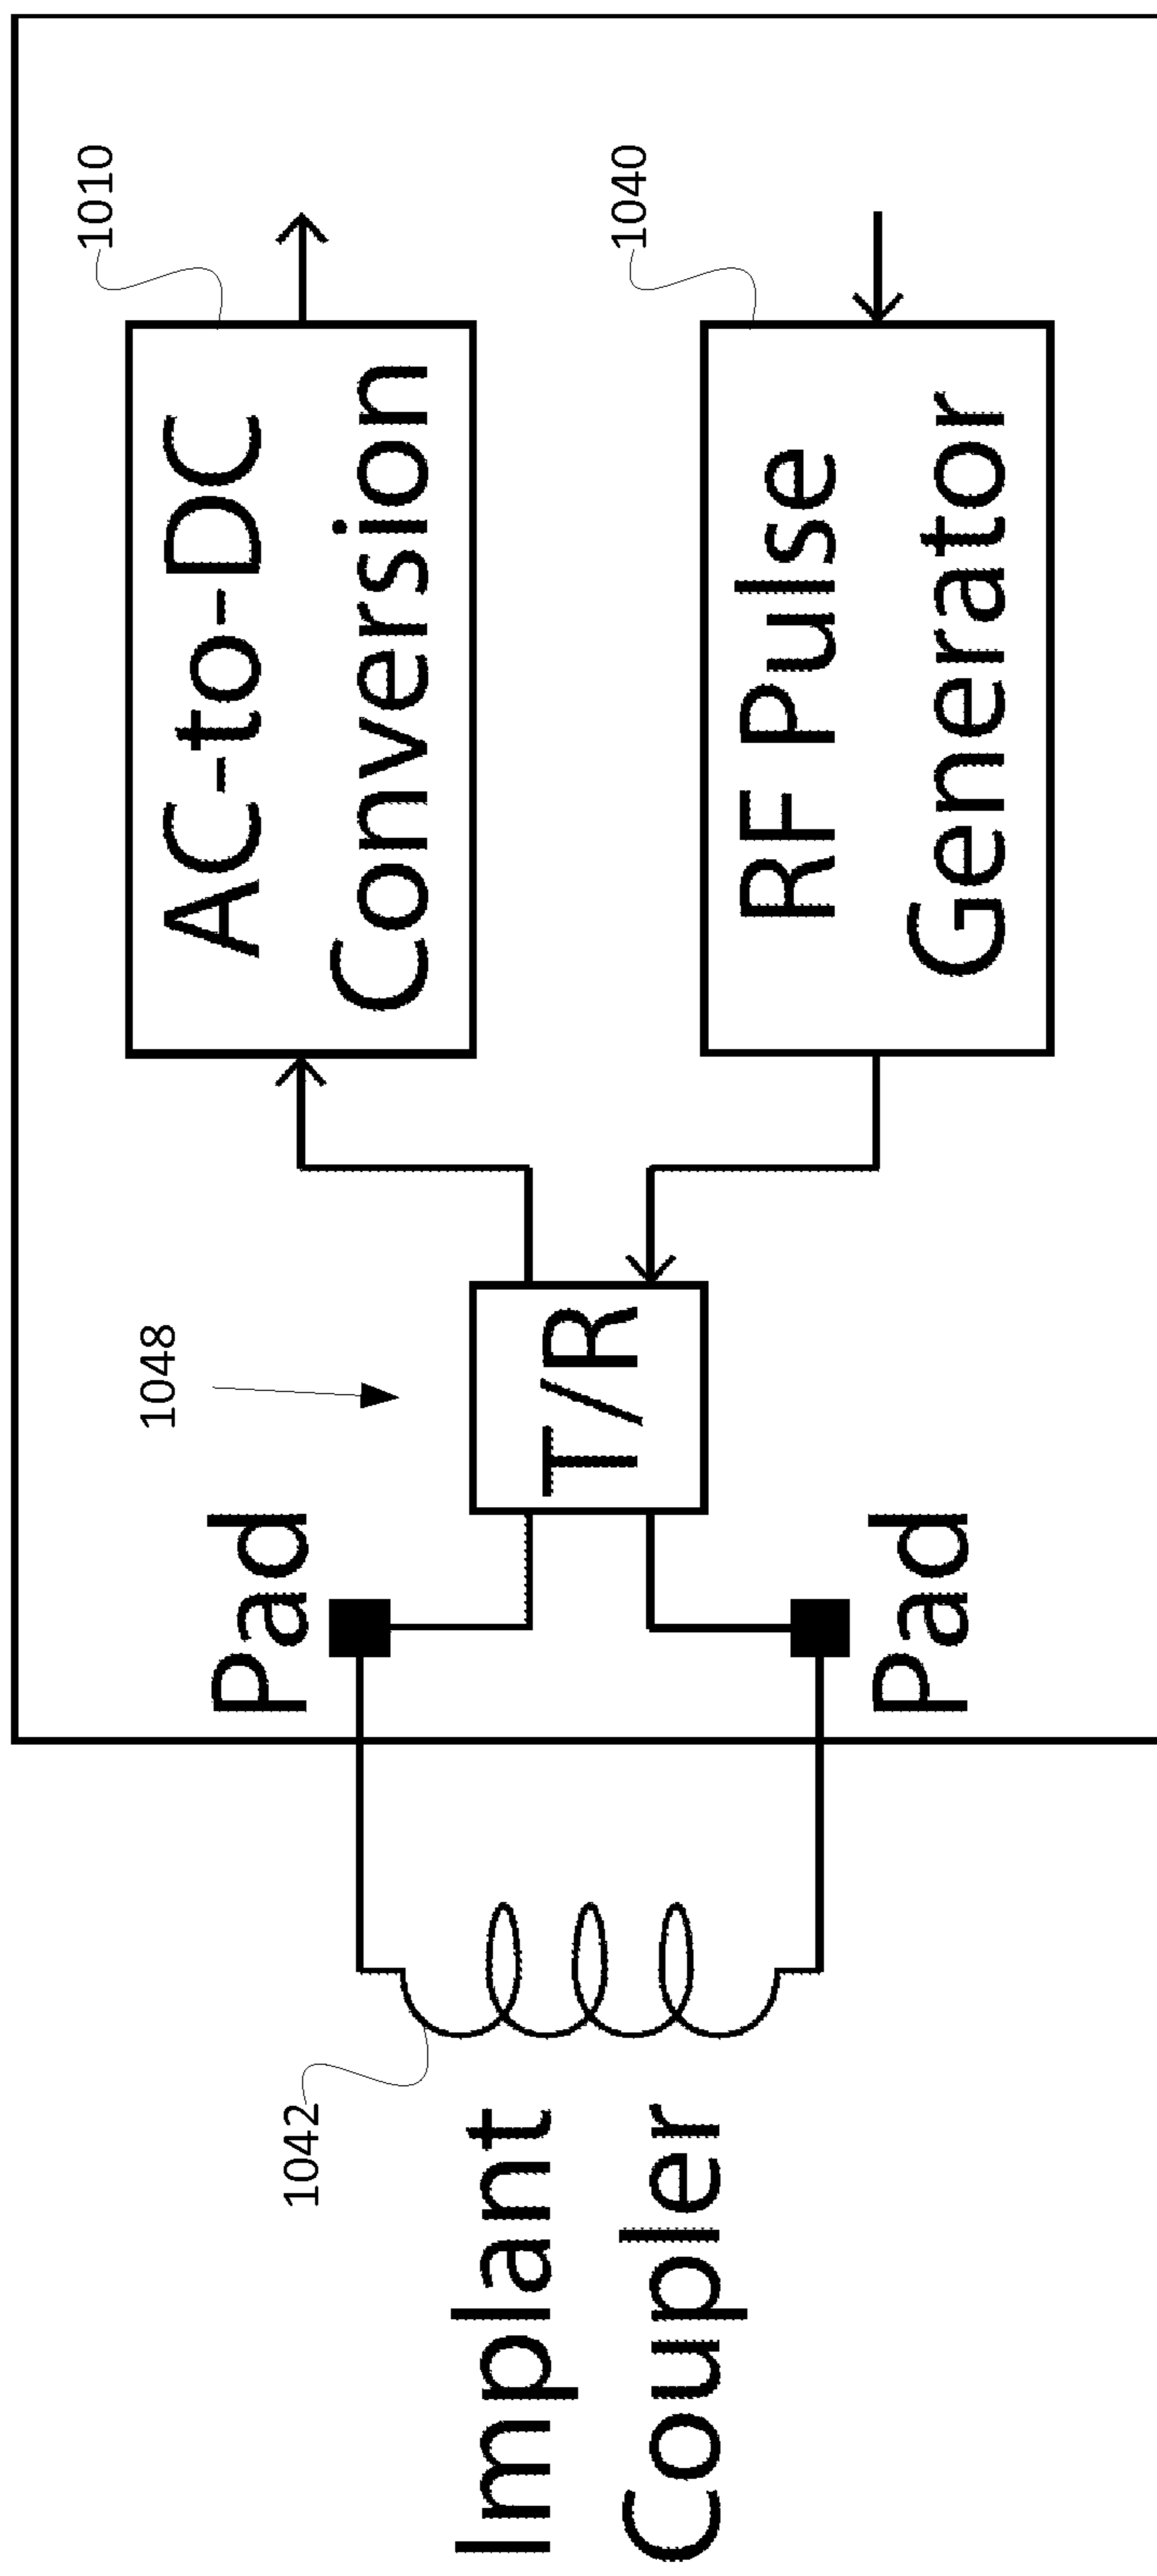 1010
AC-to-DC
Conversion
1048
Pad
T/R
1042
Implant
Coupler
1040
RF Pulse
Generator
Pad